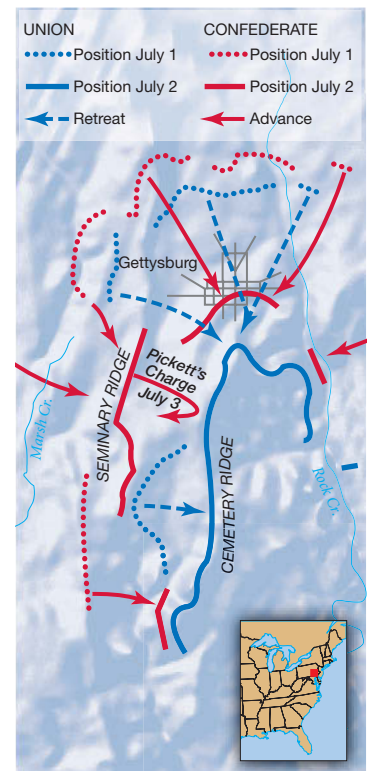 UNION
Position July 1
Position July 2
Retreat
CONFEDERATE
Position July 1
Position July 2
Advance
Gettysburg
Pickett's
Charge
July 3
SEMINARY RIDGE
Marsh Cr.
CEMETERY RIDGE
Rock Cr.